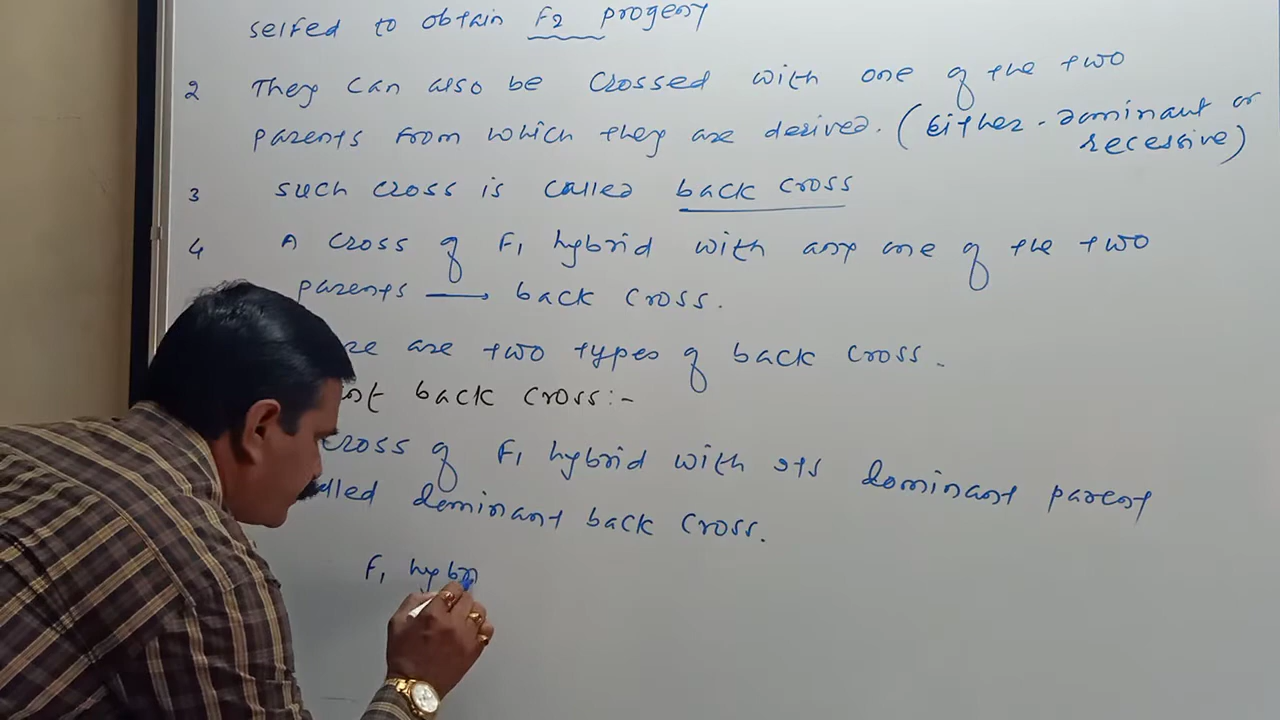 selfed to obtain F2 progeny
2 They can also be crossed with one of the two
parents from which they are derived. (Either - dominant or
recessive)
3 such cross is called back cross
4 A cross of F1 hybrid with any one of the two
parents → back cross.
are two types of back cross.
back cross:-
cross of F1 hybrid with its dominant parent
dominant back cross.
F1 hybri